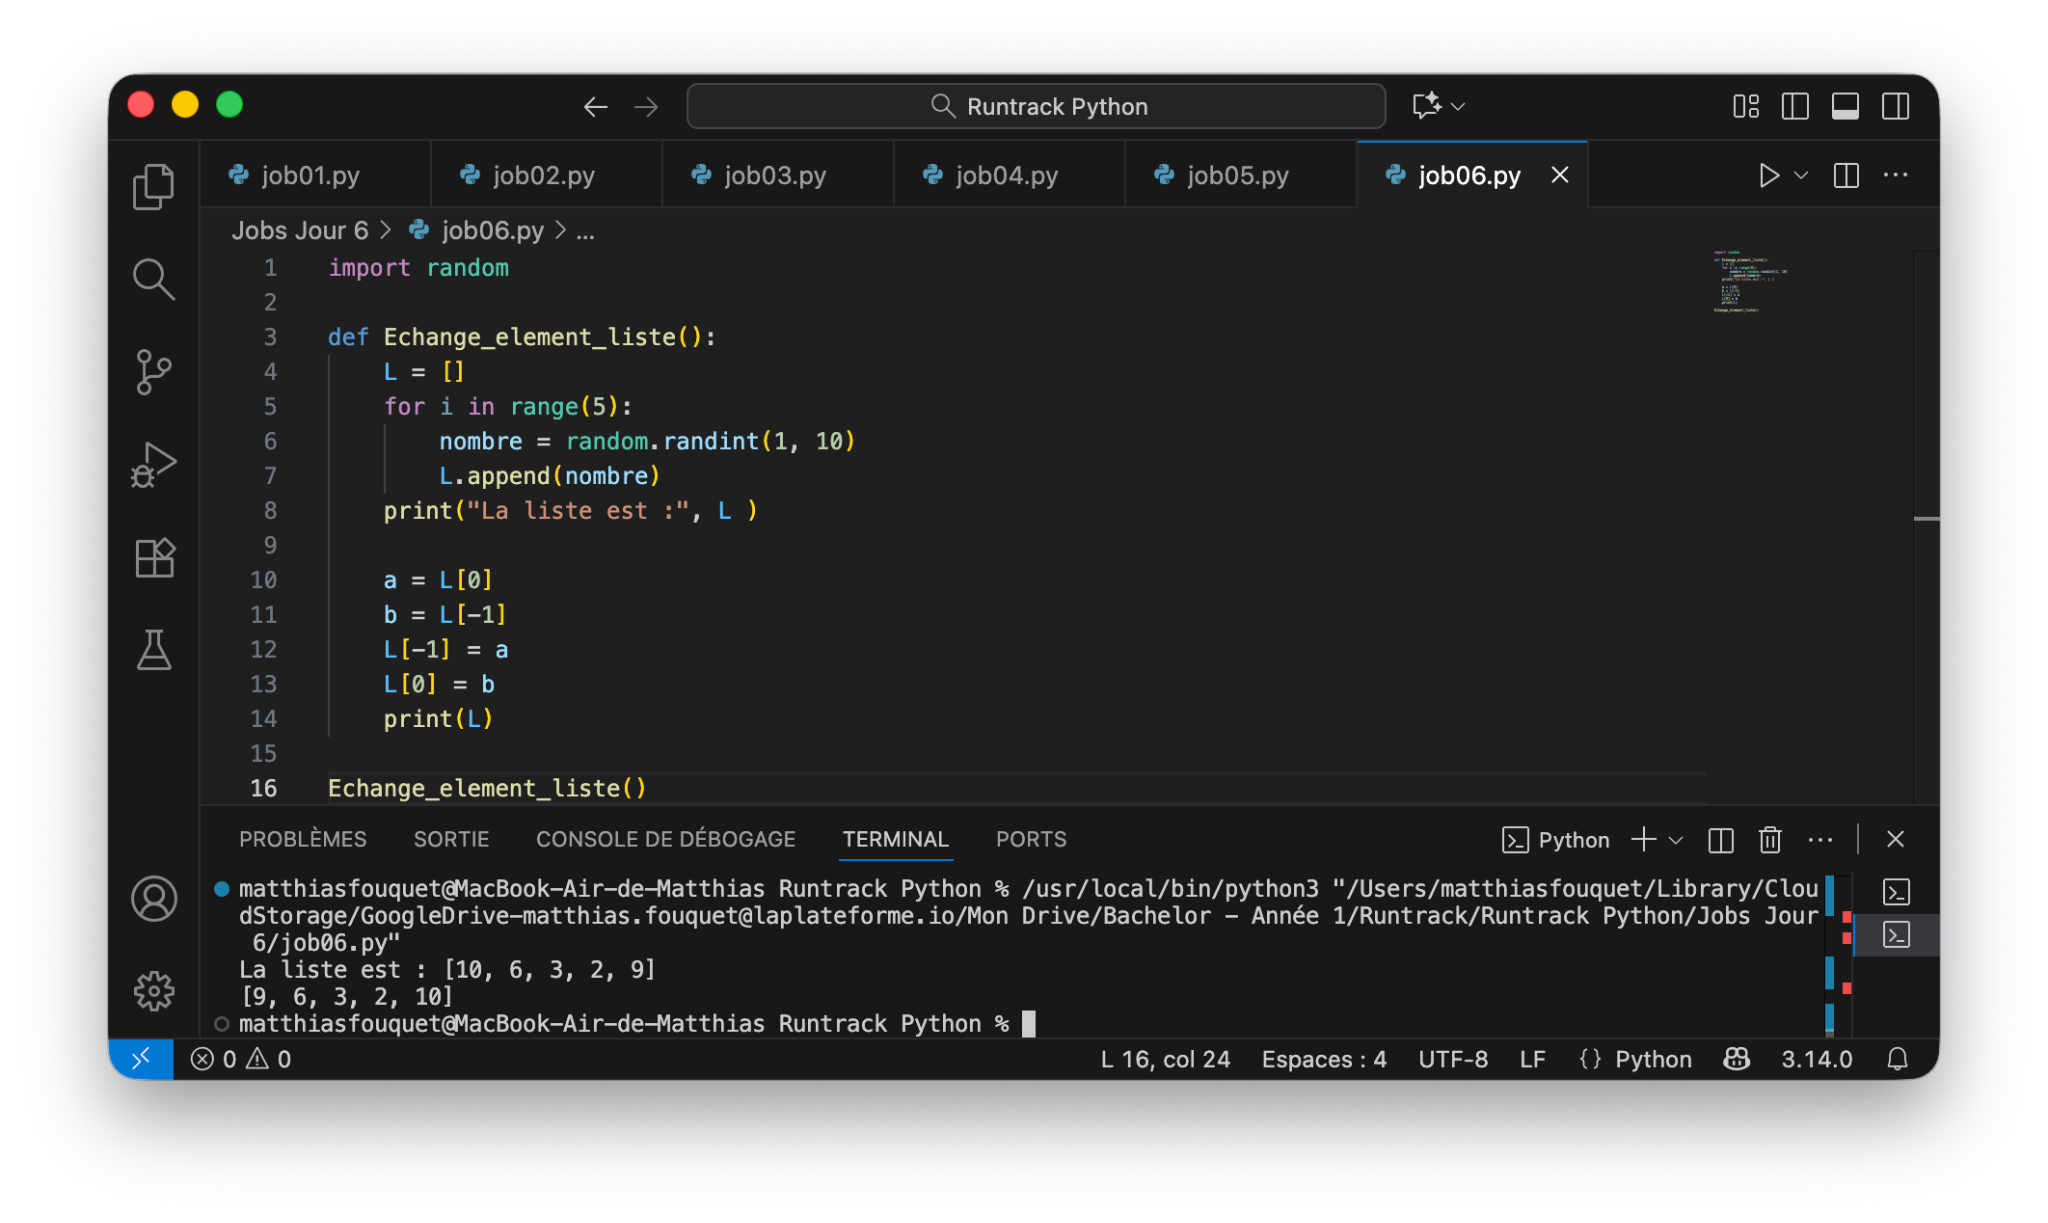 Runtrack Python
job01.py
job02.py
job03.py
job04.py
job05.py
job06.py
Jobs Jour 6 > job06.py > ...
1 import random
2
3 def Echange_element_liste():
4     L = []
5     for i in range(5):
6         nombre = random.randint(1, 10)
7         L.append(nombre)
8     print("La liste est :", L )
9
10     a = L[0]
11     b = L[-1]
12     L[-1] = a
13     L[0] = b
14     print(L)
15
16 Echange_element_liste()
PROBLÈMES SORTIE CONSOLE DE DÉBOGAGE TERMINAL PORTS
Python
matthiasfouquet@MacBook-Air-de-Matthias Runtrack Python % /usr/local/bin/python3 "/Users/matthiasfouquet/Library/Clou
dStorage/GoogleDrive-matthias.fouquet@laplateforme.io/Mon Drive/Bachelor - Année 1/Runtrack/Runtrack Python/Jobs Jour
 6/job06.py"
La liste est : [10, 6, 3, 2, 9]
[9, 6, 3, 2, 10]
matthiasfouquet@MacBook-Air-de-Matthias Runtrack Python %
0 0 L 16, col 24 Espaces : 4 UTF-8 LF {} Python 3.14.0